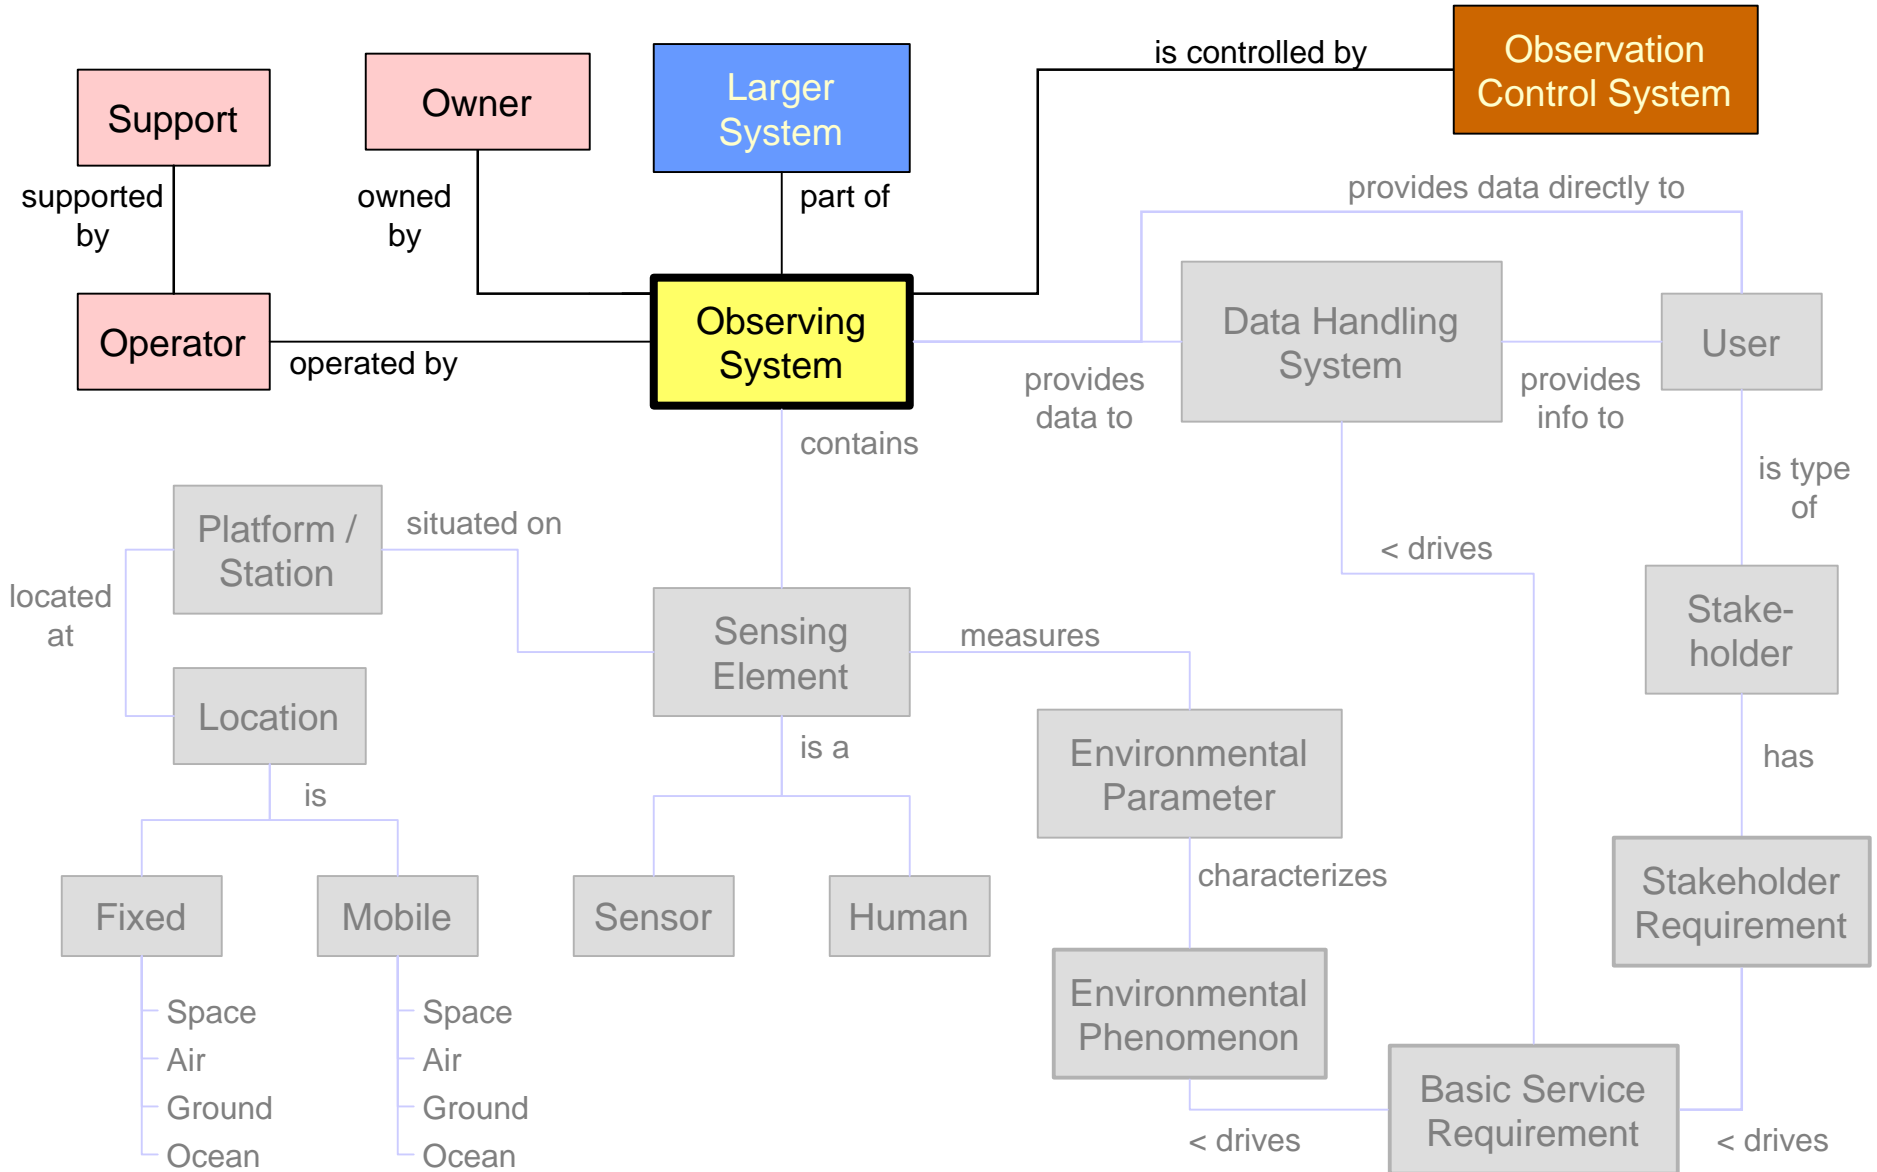 is controlled by
Observation
Control System
Support
Owner
Larger
System
supported
by
owned
by
part of
provides data directly to
Operator
operated by
Observing
System
Data Handling
System
User
provides
data to
provides
info to
contains
is type
of
Platform /
Station
situated on
< drives
located
at
Sensing
Element
measures
Stake-
holder
Location
is a
Environmental
Parameter
has
is
characterizes
Fixed
Mobile
Sensor
Human
Stakeholder
Requirement
Environmental
Phenomenon
Space
Air
Ground
Ocean
Space
Air
Ground
Ocean
Basic Service
Requirement
< drives
< drives